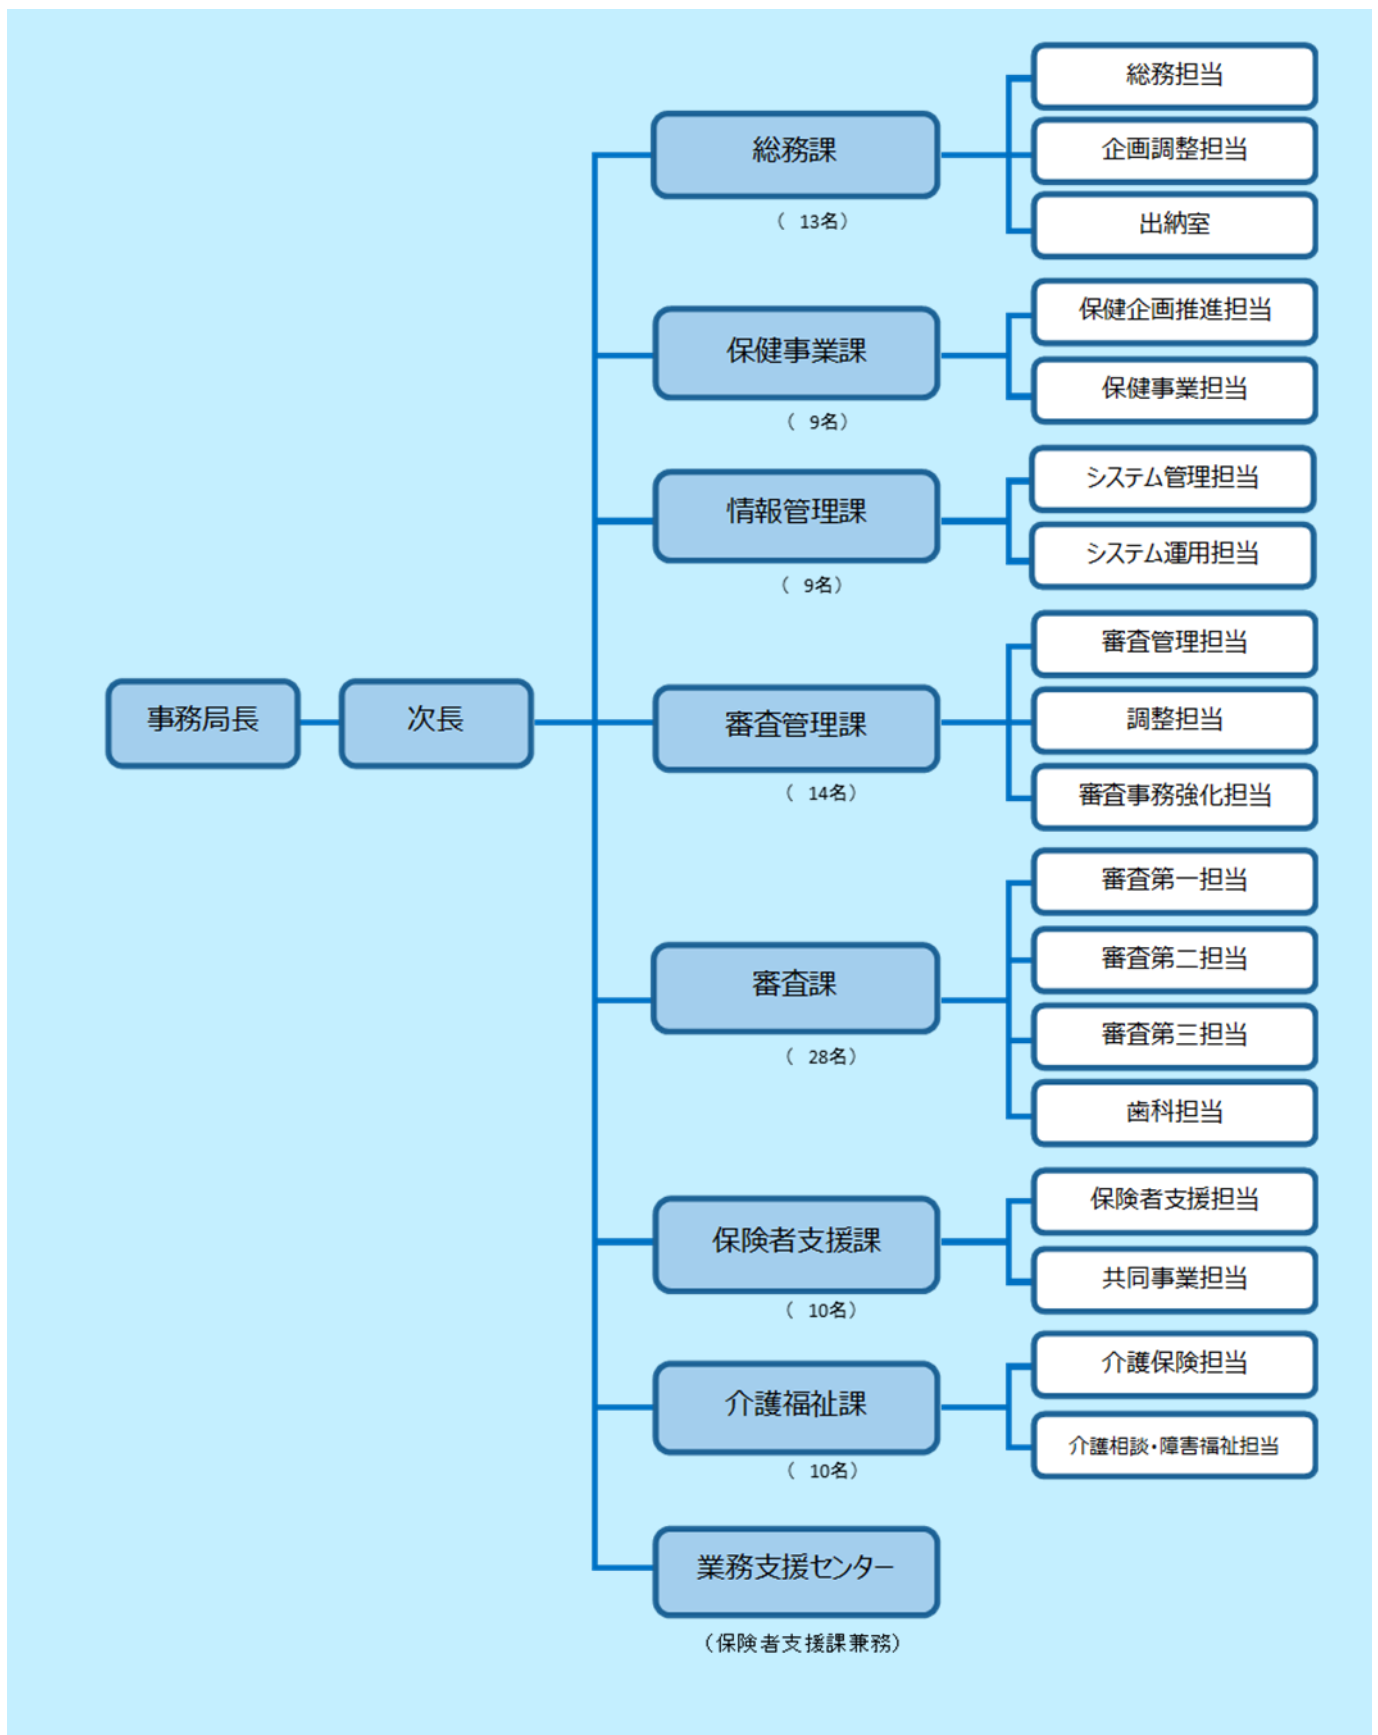 事務局長
次長
総務課
（ 13名）
総務担当
企画調整担当
出納室
保健事業課
（ 9名）
保健企画推進担当
保健事業担当
情報管理課
（ 9名）
システム管理担当
システム運用担当
審査管理課
（ 14名）
審査管理担当
調整担当
審査事務強化担当
審査課
（ 28名）
審査第一担当
審査第二担当
審査第三担当
歯科担当
保険者支援課
（ 10名）
保険者支援担当
共同事業担当
介護福祉課
（ 10名）
介護保険担当
介護相談・障害福祉担当
業務支援センター
（保険者支援課兼務）